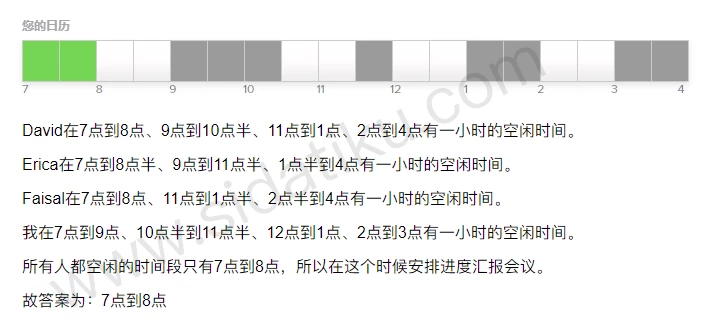 您的日历
7 8 9 10 11 12 1 2 3 4
David在7点到8点、9点到10点半、11点到1点、2点到4点有一小时的空闲时间。
Erica在7点到8点半、9点到11点半、1点半到4点有一小时的空闲时间。
Faisal在7点到8点、11点到1点半、2点半到4点有一小时的空闲时间。
我在7点到9点、10点半到11点半、12点到1点、2点到3点有一小时的空闲时间。
所有人都空闲的时间段只有7点到8点，所以在这个时候安排进度汇报会议。
故答案为：7点到8点
www.sidatiku.com